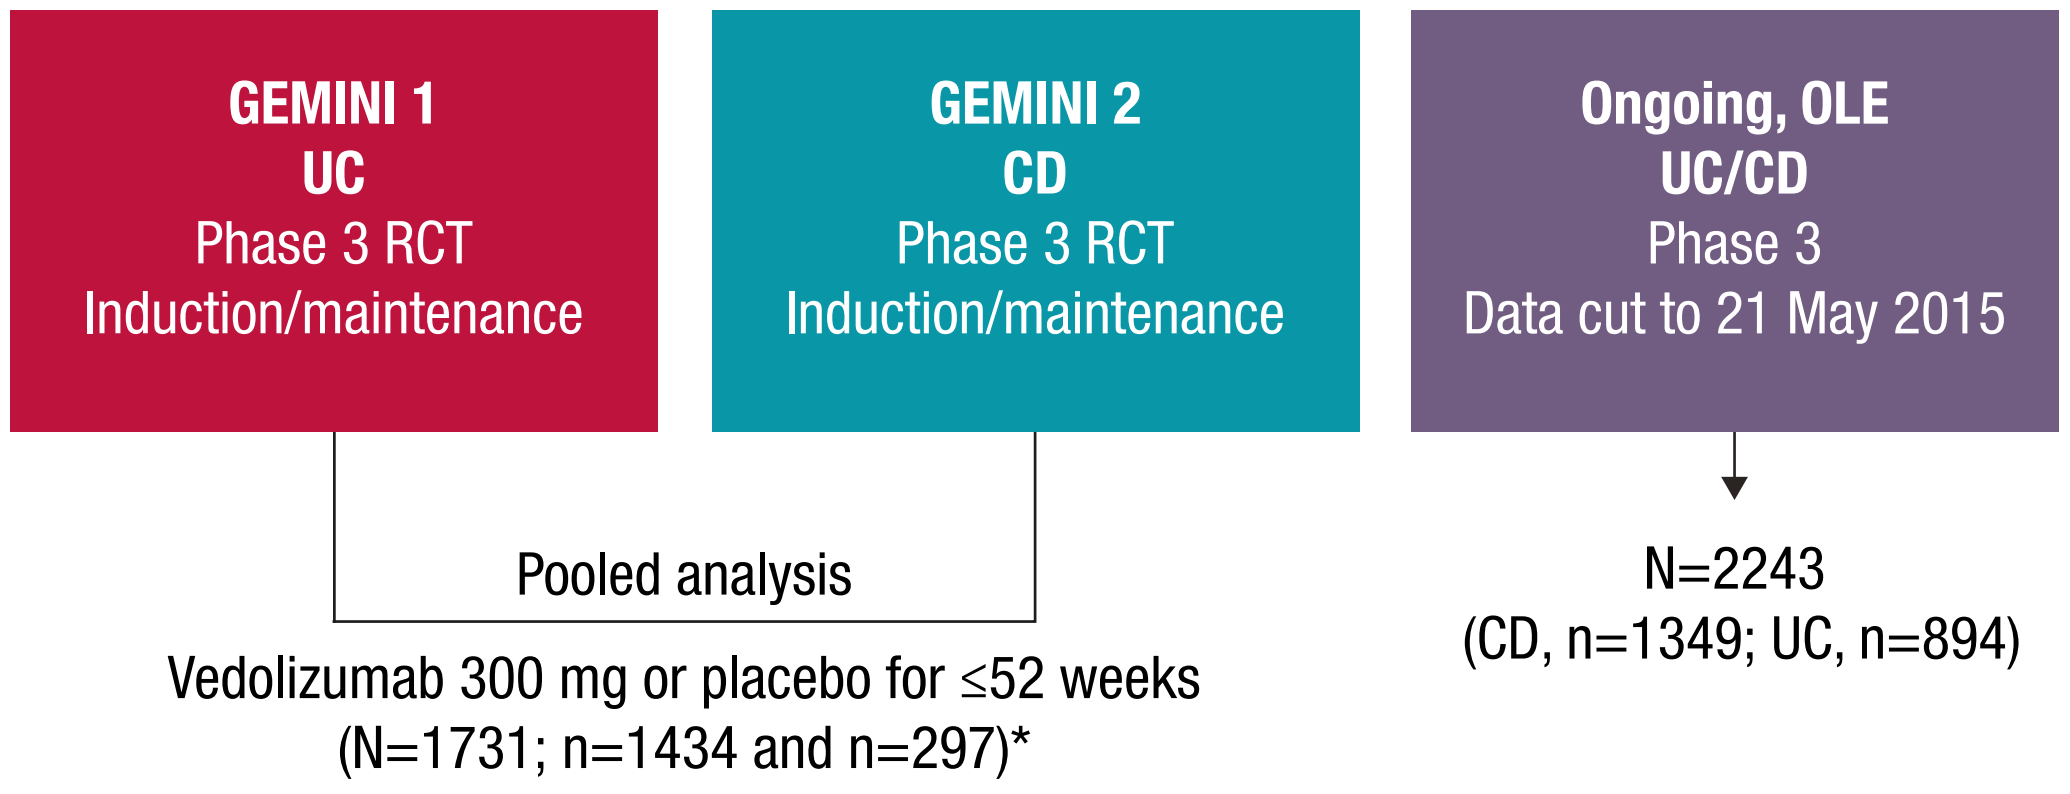 GEMINI 1
UC
Phase 3 RCT
Induction/maintenance
GEMINI 2
CD
Phase 3 RCT
Induction/maintenance
Ongoing, OLE
UC/CD
Phase 3
Data cut to 21 May 2015
Pooled analysis
Vedolizumab 300 mg or placebo for ≤52 weeks
(N=1731; n=1434 and n=297)*
N=2243
(CD, n=1349; UC, n=894)